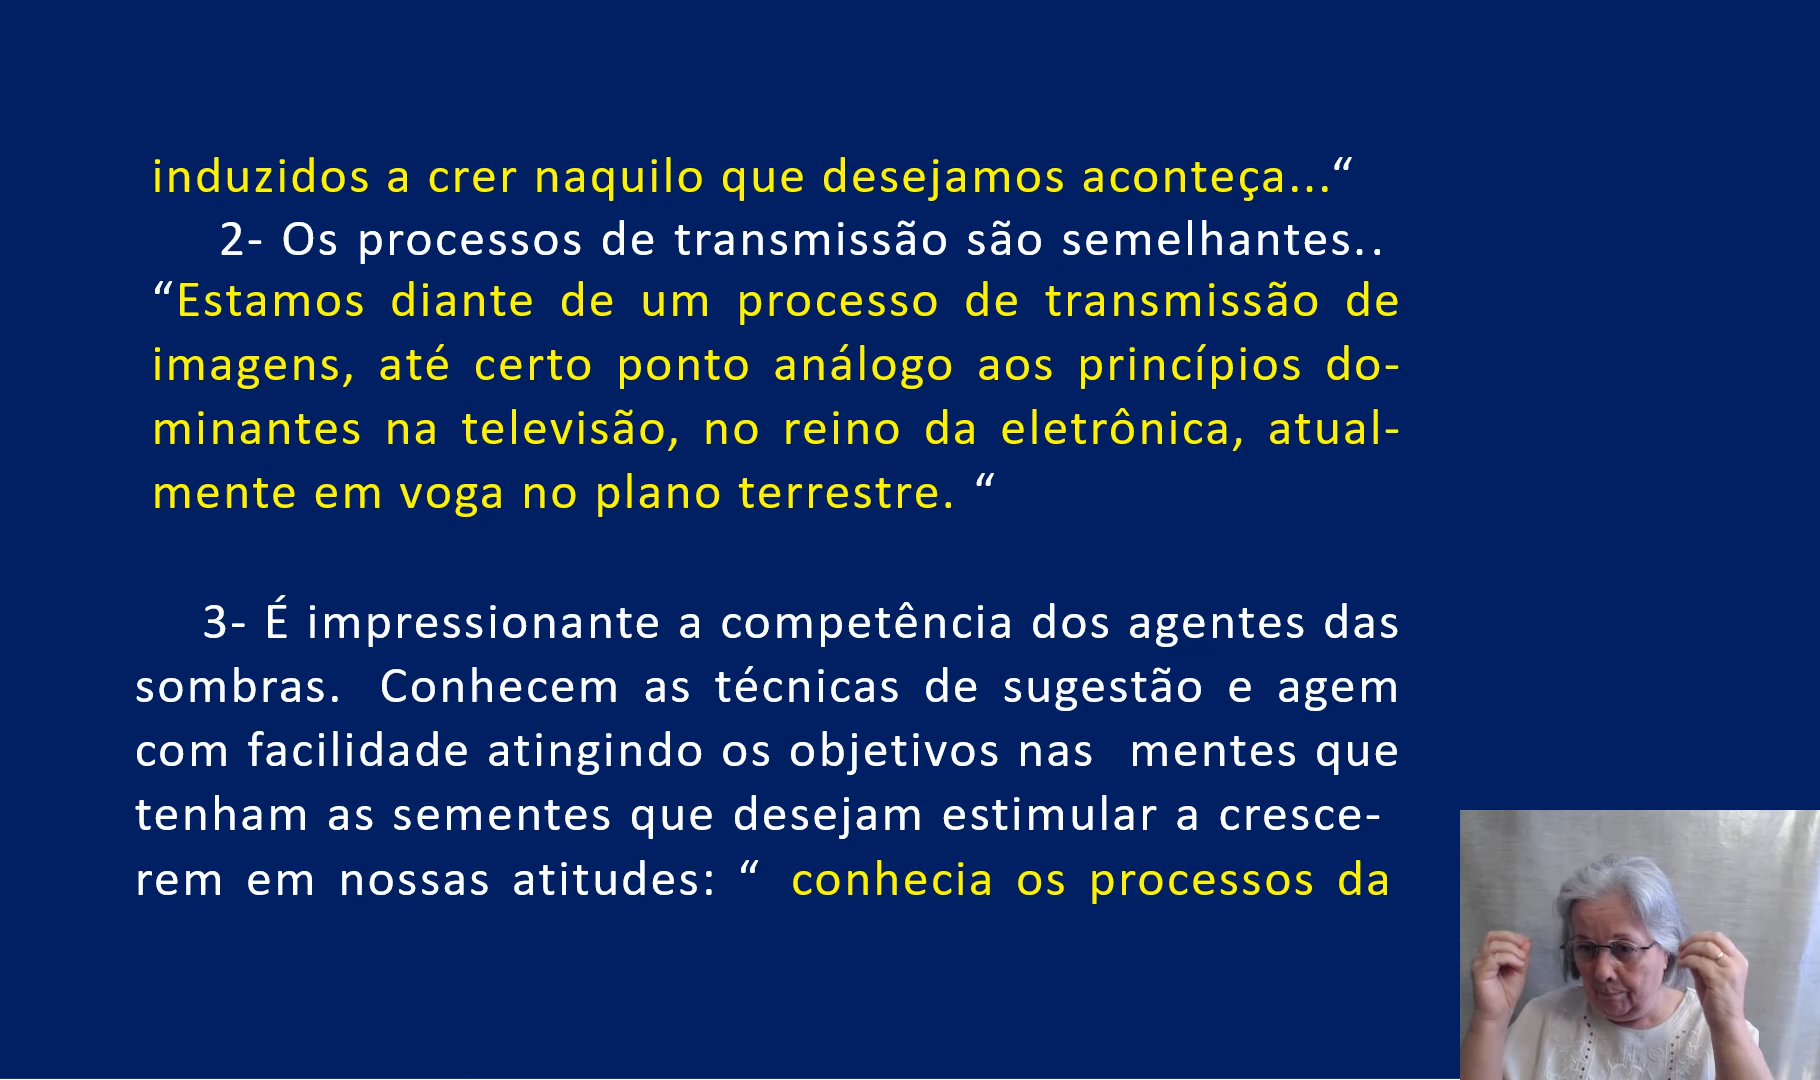 induzidos a crer naquilo que desejamos aconteça...“
2- Os processos de transmissão são semelhantes..
“Estamos diante de um processo de transmissão de
imagens, até certo ponto análogo aos princípios do-
minantes na televisão, no reino da eletrônica, atual-
mente em voga no plano terrestre. “
3- É impressionante a competência dos agentes das
sombras.  Conhecem as técnicas de sugestão e agem
com facilidade atingindo os objetivos nas  mentes que
tenham as sementes que desejam estimular a cresce-
rem em nossas atitudes: “ conhecia os processos da